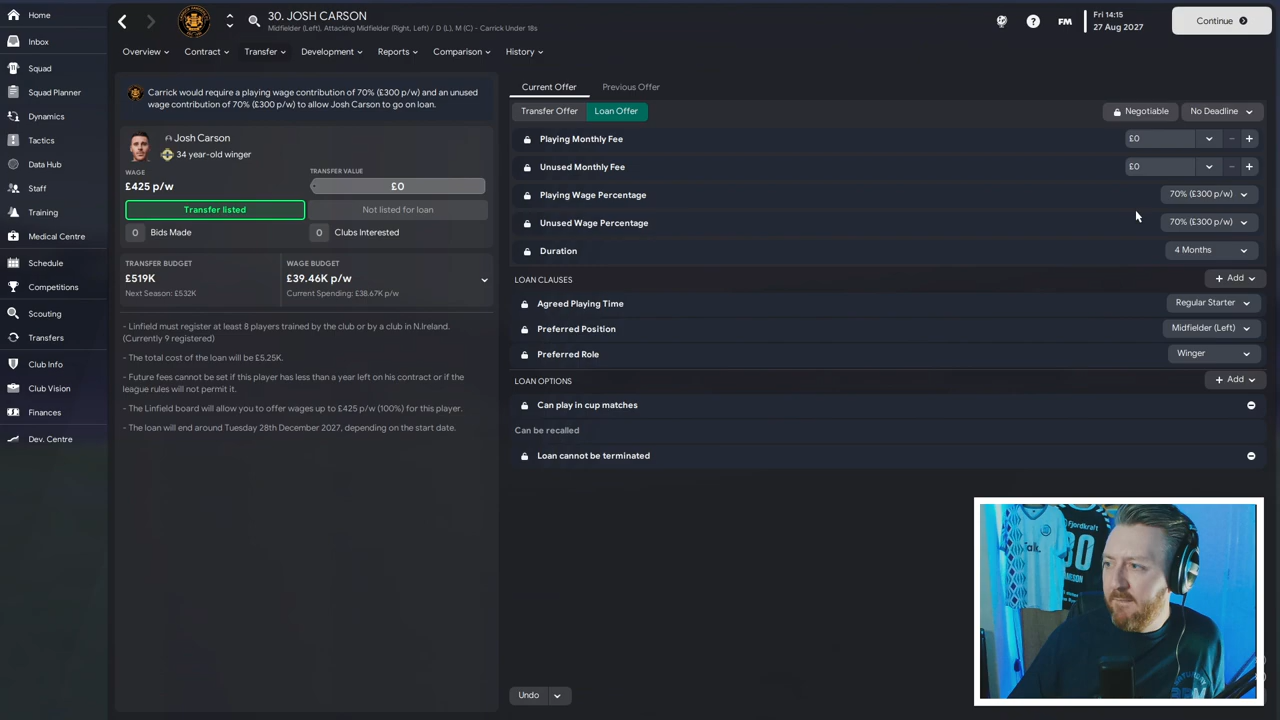 Home
Inbox
Squad
Squad Planner
Dynamics
Tactics
Data Hub
Staff
Training
Medical Centre
Schedule
Competitions
Scouting
Transfers
Club Info
Club Vision
Finances
Dev. Centre
30. JOSH CARSON
Midfielder (Left), Attacking Midfielder (Right, Left) / D (L), M (C) - Carrick Under 18s
FM
Fri 14:15
27 Aug 2027
Continue
Overview
Contract
Transfer
Development
Reports
Comparison
History
Carrick would require a playing wage contribution of 70% (£300 p/w) and an unused
wage contribution of 70% (£300 p/w) to allow Josh Carson to go on loan.
Josh Carson
34 year-old winger
WAGE
£425 p/w
TRANSFER VALUE
£0
Transfer listed
Not listed for loan
0 Bids Made
0 Clubs Interested
TRANSFER BUDGET
£519K
Next Season: £532K
WAGE BUDGET
£39.46K p/w
Current Spending: £38.67K p/w
- Linfield must register at least 8 players trained by the club or by a club in N.Ireland.
(Currently 9 registered)
- The total cost of the loan will be £5.25K.
- Future fees cannot be set if this player has less than a year left on his contract or if the
league rules will not permit it.
- The Linfield board will allow you to offer wages up to £425 p/w (100%) for this player.
- The loan will end around Tuesday 28th December 2027, depending on the start date.
Current Offer
Previous Offer
Transfer Offer
Loan Offer
Negotiable
No Deadline
Playing Monthly Fee
£0
Unused Monthly Fee
£0
Playing Wage Percentage
70% (£300 p/w)
Unused Wage Percentage
70% (£300 p/w)
Duration
4 Months
LOAN CLAUSES
+ Add
Agreed Playing Time
Regular Starter
Preferred Position
Midfielder (Left)
Preferred Role
Winger
LOAN OPTIONS
+ Add
Can play in cup matches
Can be recalled
Loan cannot be terminated
Undo
Fjordkraft